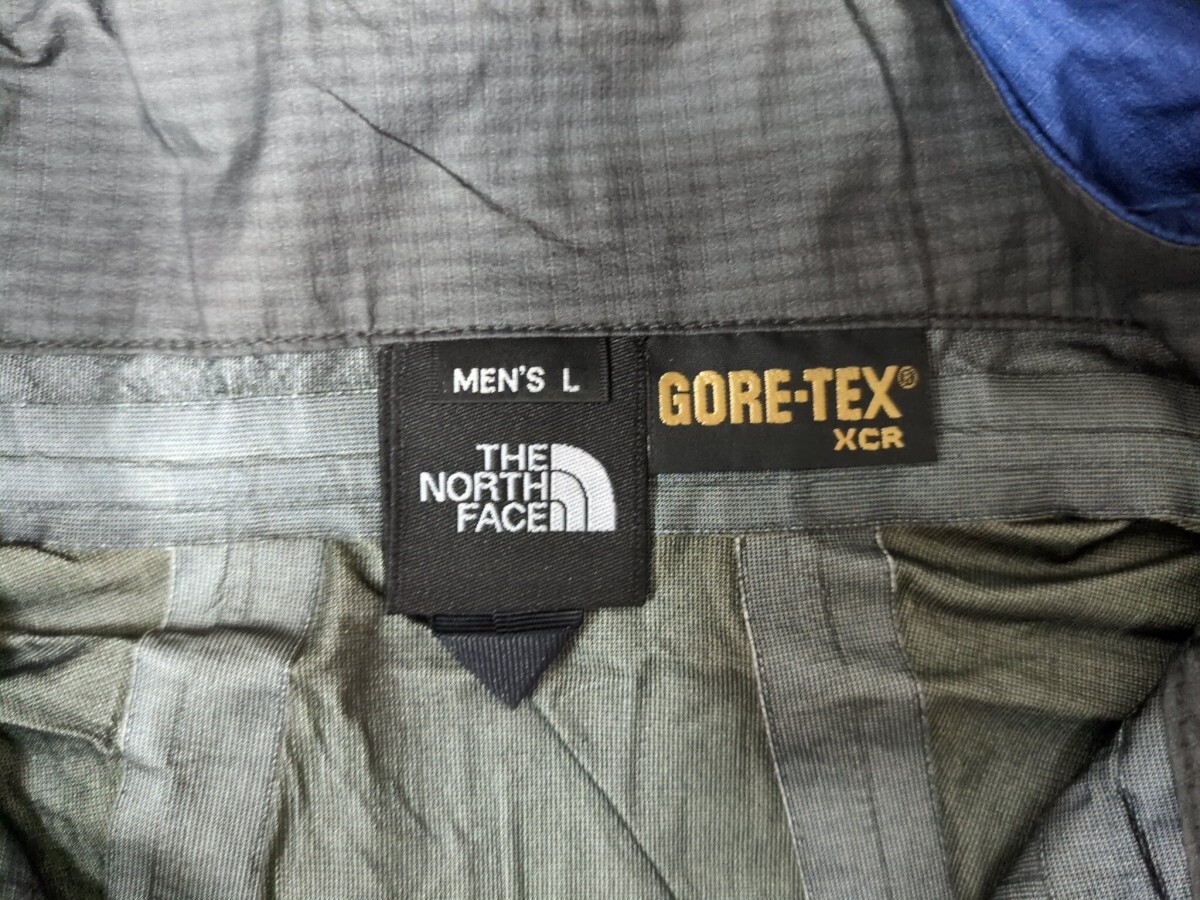 MEN'S L
THE
NORTH
FACE
GORE-TEX®
XCR